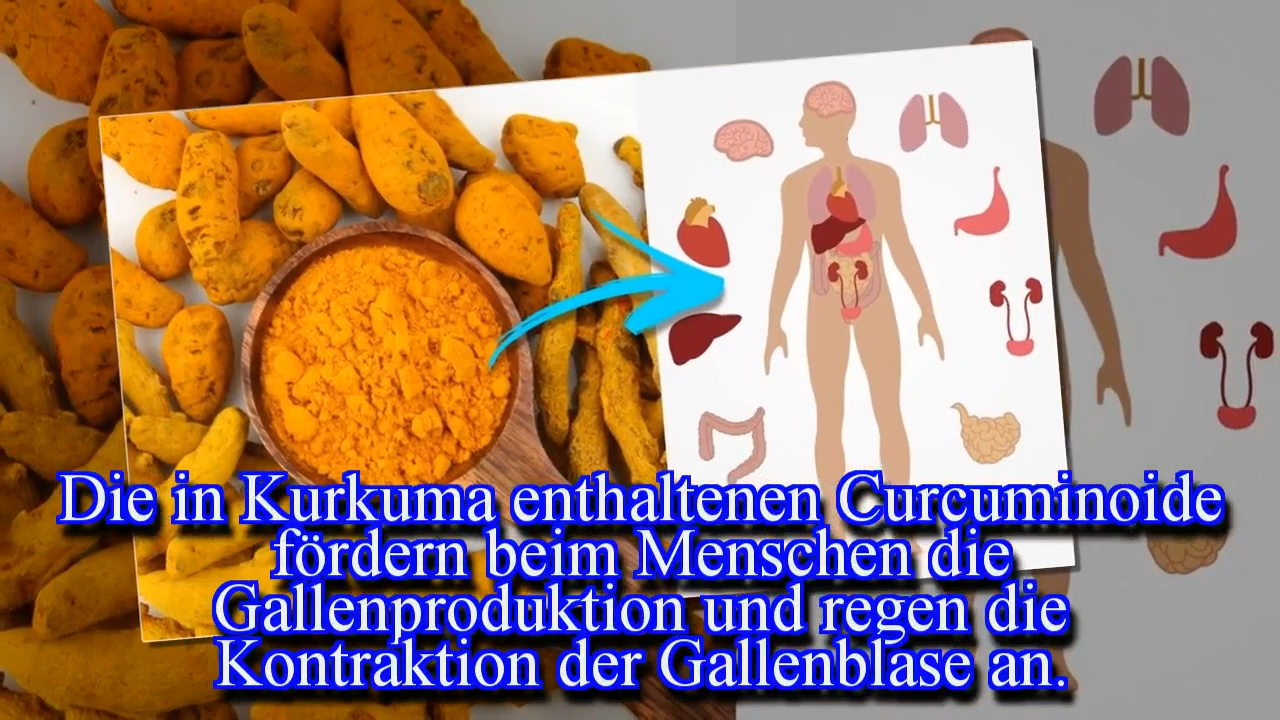 Die in Kurkuma enthaltenen Curcuminoide
fördern beim Menschen die
Gallenproduktion und regen die
Kontraktion der Gallenblase an.